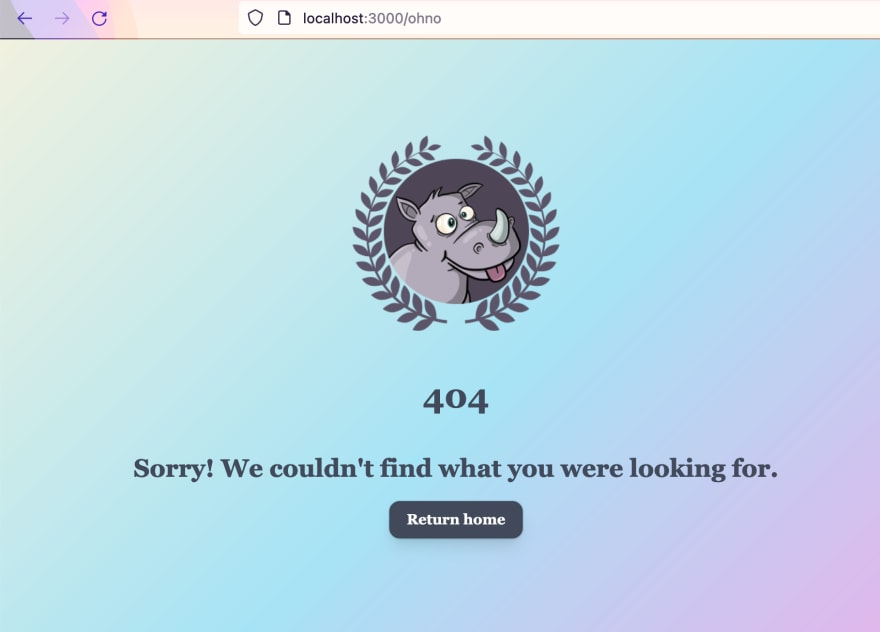 localhost:3000/ohno
404
Sorry! We couldn't find what you were looking for.
Return home